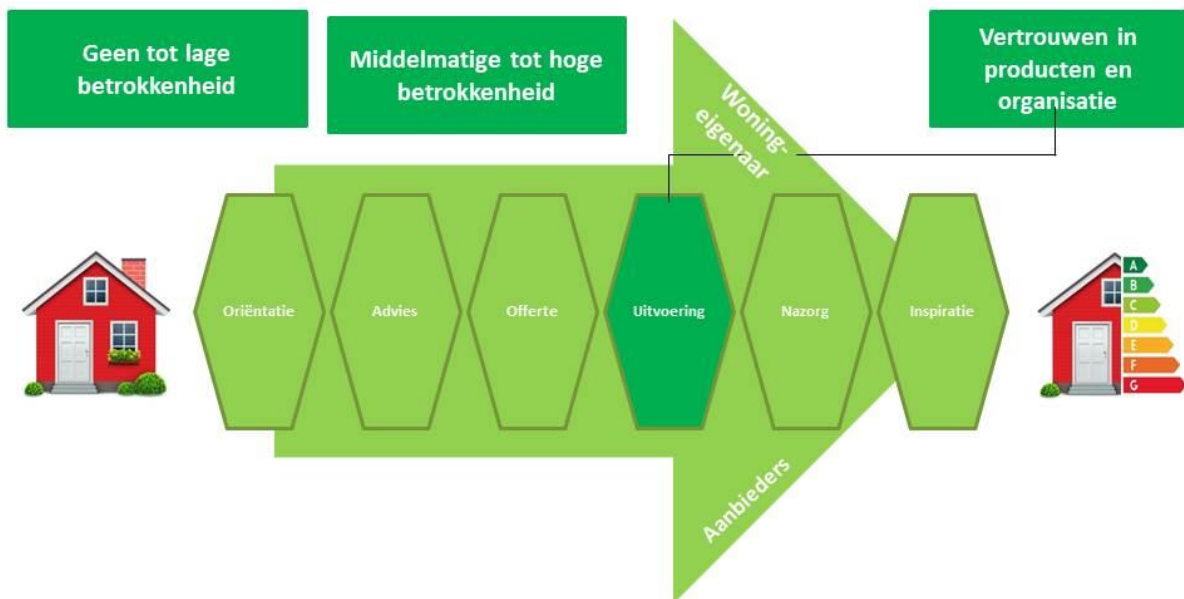 Geen tot lage
betrokkenheid
Middelmatige tot hoge
betrokkenheid
Vertrouwen in
producten en
organisatie
Woning-
eigenaar
Oriëntatie
Advies
Offerte
Uitvoering
Nazorg
Inspiratie
A
B
C
D
E
F
G
Aanbieders